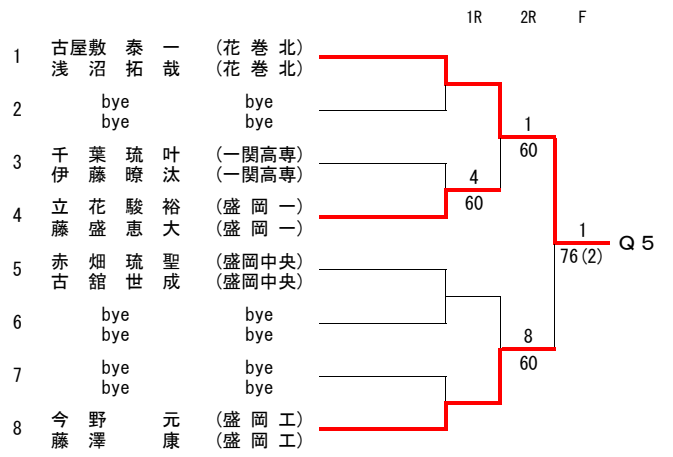 1R 2R F
1 古屋敷 泰 一 (花 巻 北)
浅 沼 拓 哉 (花 巻 北)
2 bye bye
bye bye
1
60
3 千 葉 琉 叶 (一関高専)
伊 藤 暸 汰 (一関高専)
4
60
4 立 花 駿 裕 (盛 岡 一)
藤 盛 恵 大 (盛 岡 一)
1
76(2)
Q5
5 赤 畑 琉 聖 (盛岡中央)
古 舘 世 成 (盛岡中央)
6 bye bye
bye bye
8
60
7 bye bye
bye bye
8 今 野 元 (盛 岡 工)
藤 澤 康 (盛 岡 工)